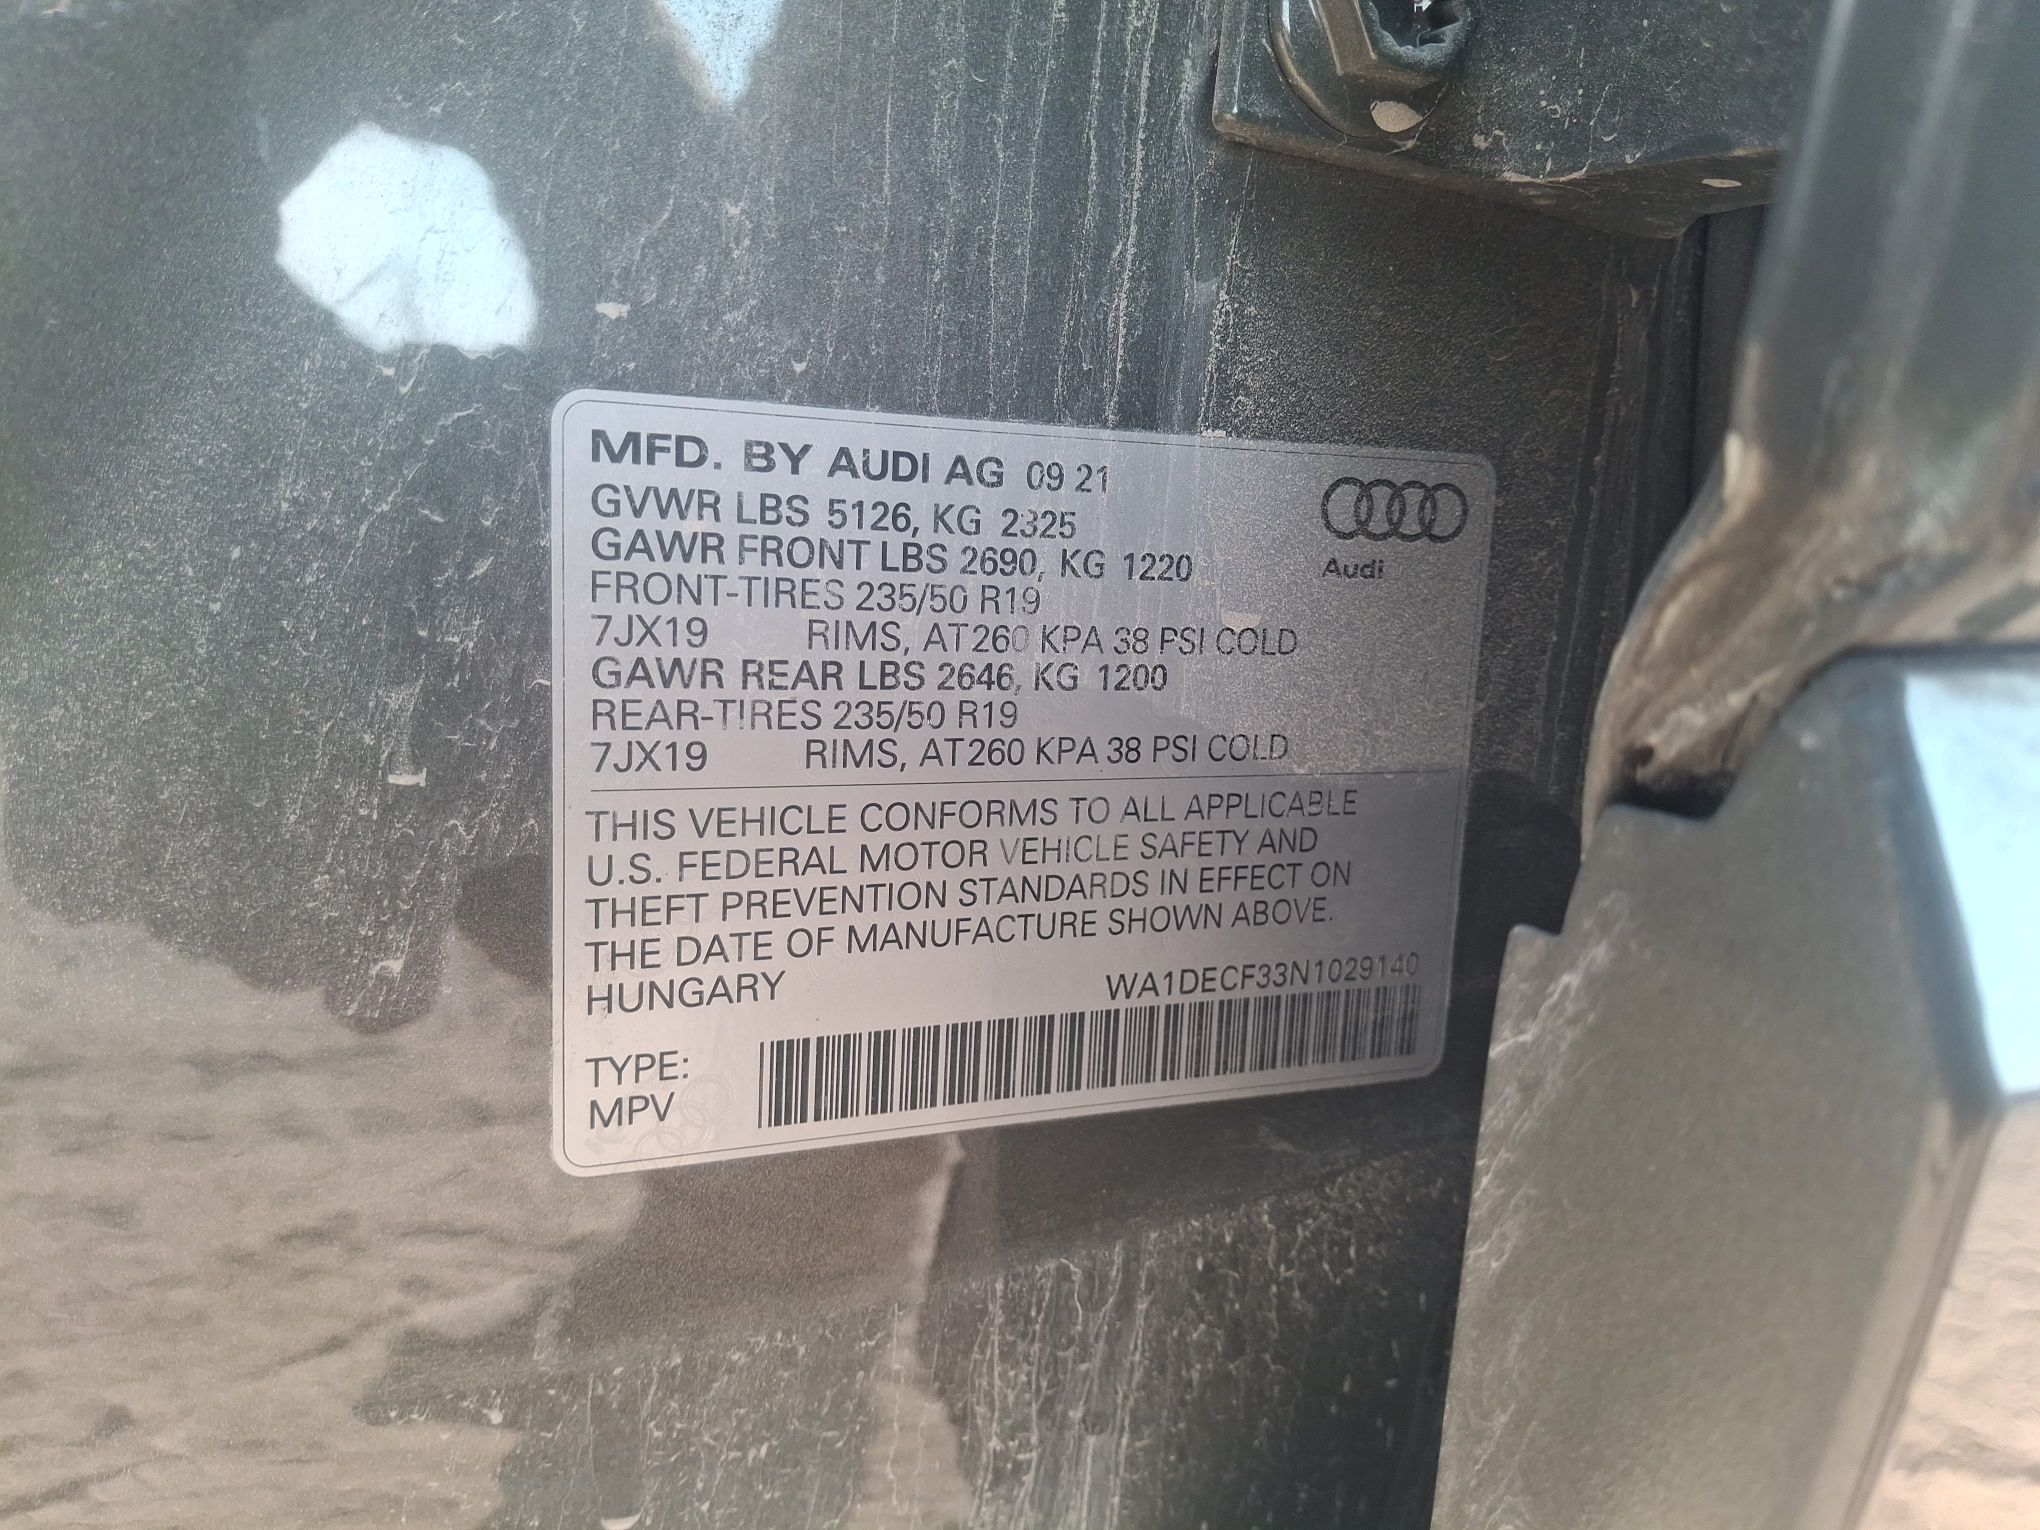 MFD. BY AUDI AG 09 21
GVWR LBS 5126, KG 2325
GAWR FRONT LBS 2690, KG 1220
FRONT-TIRES 235/50 R19
7JX19 RIMS, AT 260 KPA 38 PSI COLD
GAWR REAR LBS 2646, KG 1200
REAR-TIRES 235/50 R19
7JX19 RIMS, AT 260 KPA 38 PSI COLD
Audi
THIS VEHICLE CONFORMS TO ALL APPLICABLE
U.S. FEDERAL MOTOR VEHICLE SAFETY AND
THEFT PREVENTION STANDARDS IN EFFECT ON
THE DATE OF MANUFACTURE SHOWN ABOVE.
HUNGARY WA1DECF33N1029140
TYPE:
MPV